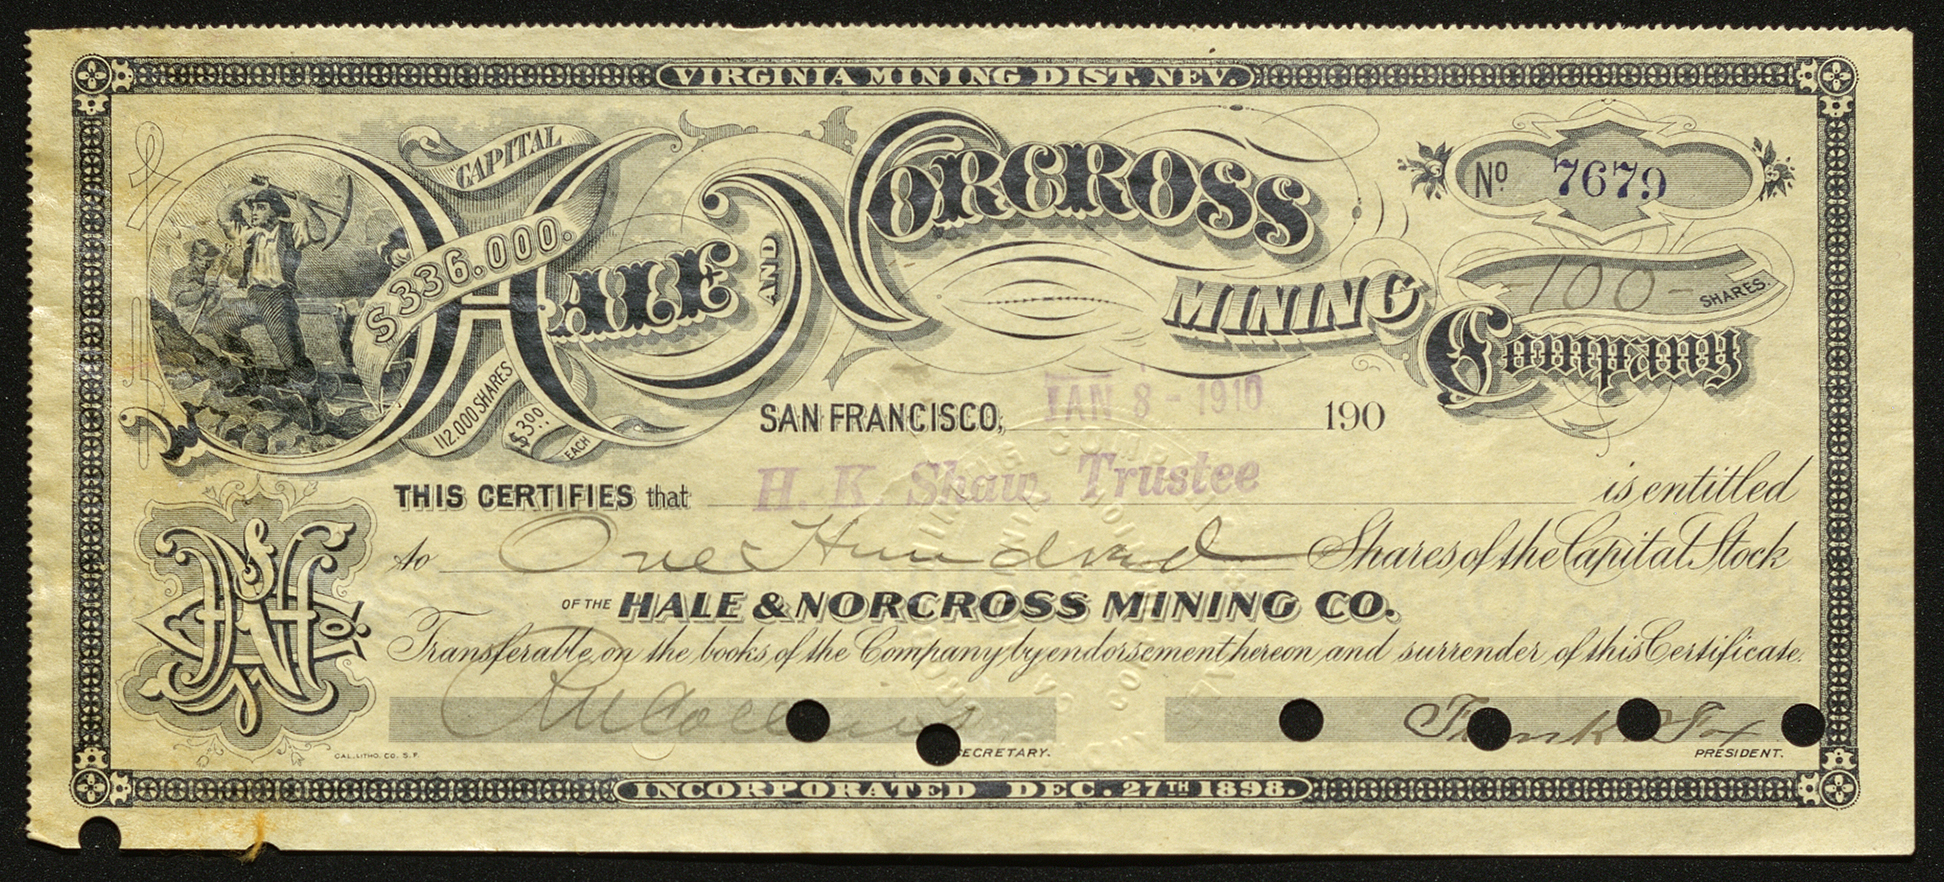 VIRGINIA MINING DIST. NEV.
CAPITAL
$336.000.
112.000 SHARES
$3.00
EACH
HALE AND NORCROSS
MINING
Company
No. 7679
-100- SHARES.
SAN FRANCISCO, JAN 8 - 1910 190
THIS CERTIFIES that H. K. Shaw, Trustee is entitled
to One Hundred Shares of the Capital Stock
OF THE HALE & NORCROSS MINING CO.
Transferable on the books of the Company by endorsement hereon and surrender of this Certificate.
Frank Fox
CAL. LITHO. CO. S. F.
SECRETARY.
PRESIDENT.
INCORPORATED DEC. 27TH 1898.